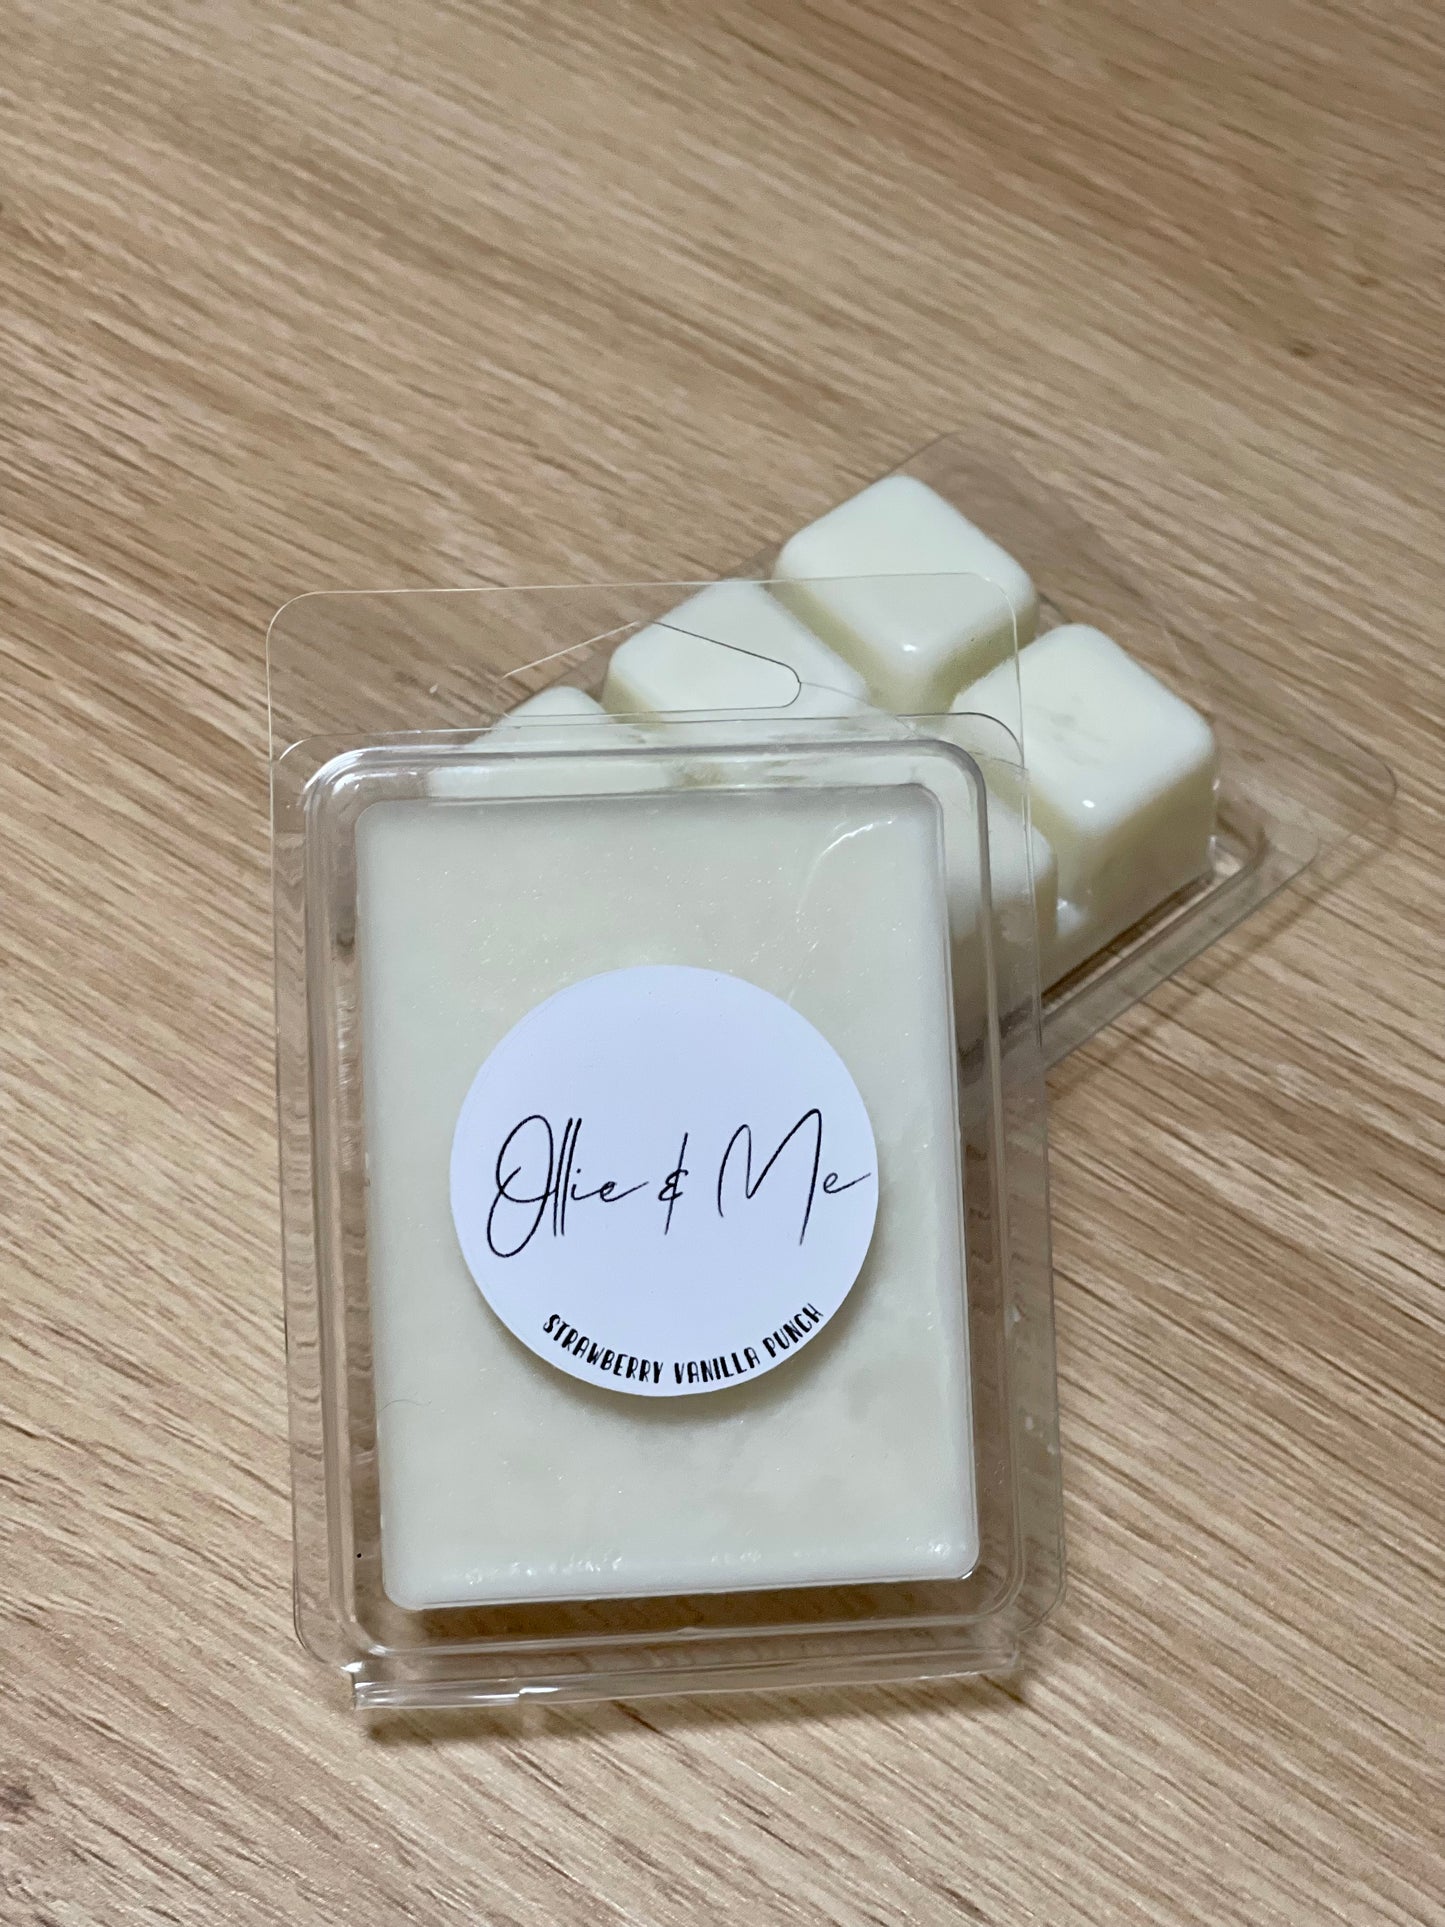 Ollie & Me
STRAWBERRY VANILLA PUNCH